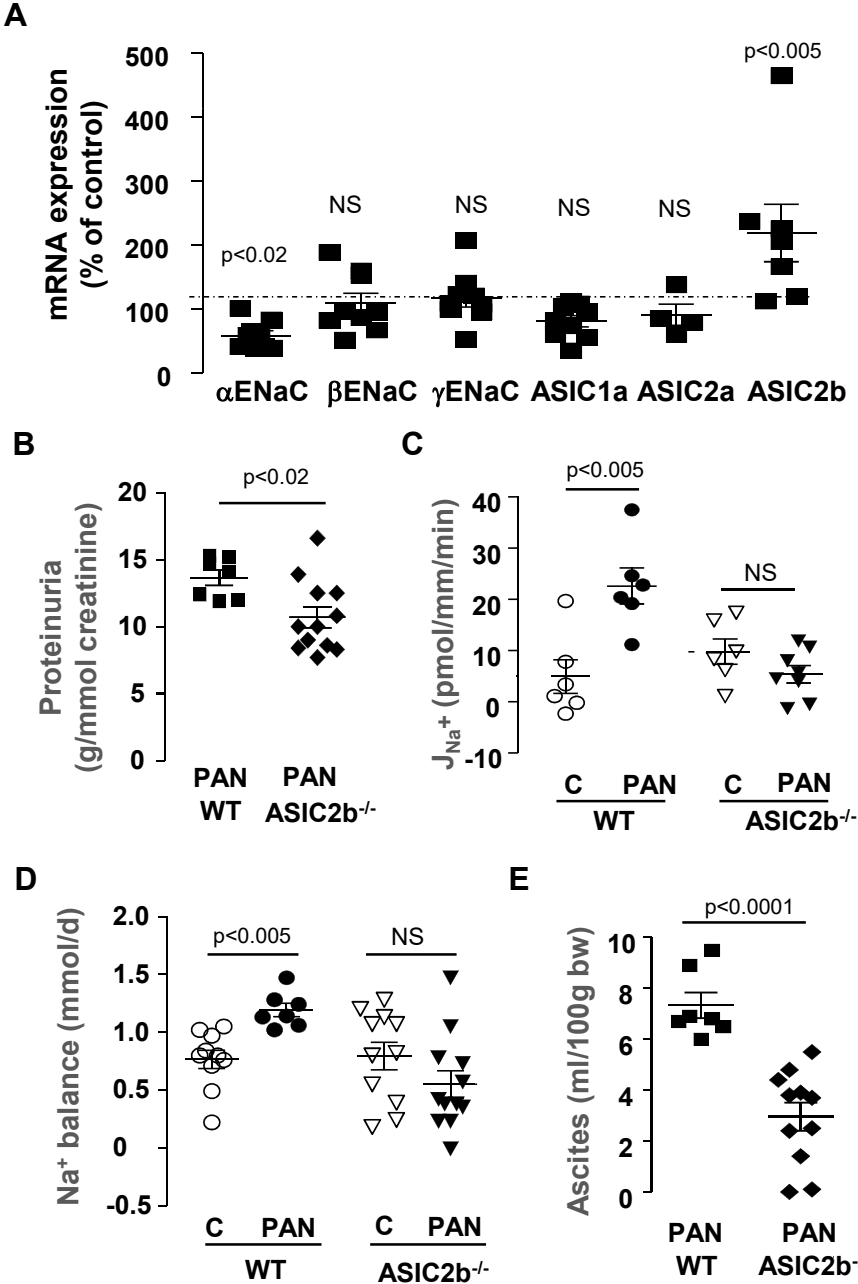 A
mRNA expression
(% of control)
500
400
300
200
100
0
p<0.02
NS
NS
NS
NS
p<0.005
αENaC
βENaC
γENaC
ASIC1a
ASIC2a
ASIC2b
B
Proteinuria
(g/mmol creatinine)
20
15
10
5
0
p<0.02
PAN
WT
PAN
ASIC2b-/-
C
JNa+ (pmol/mm/min)
40
30
20
10
0
-10
p<0.005
NS
C
PAN
C
PAN
WT
ASIC2b-/-
D
Na+ balance (mmol/d)
2.0
1.5
1.0
0.5
0
-0.5
p<0.005
NS
C
PAN
C
PAN
WT
ASIC2b-/-
E
Ascites (ml/100g bw)
10
8
6
4
2
0
p<0.0001
PAN
WT
PAN
ASIC2b-